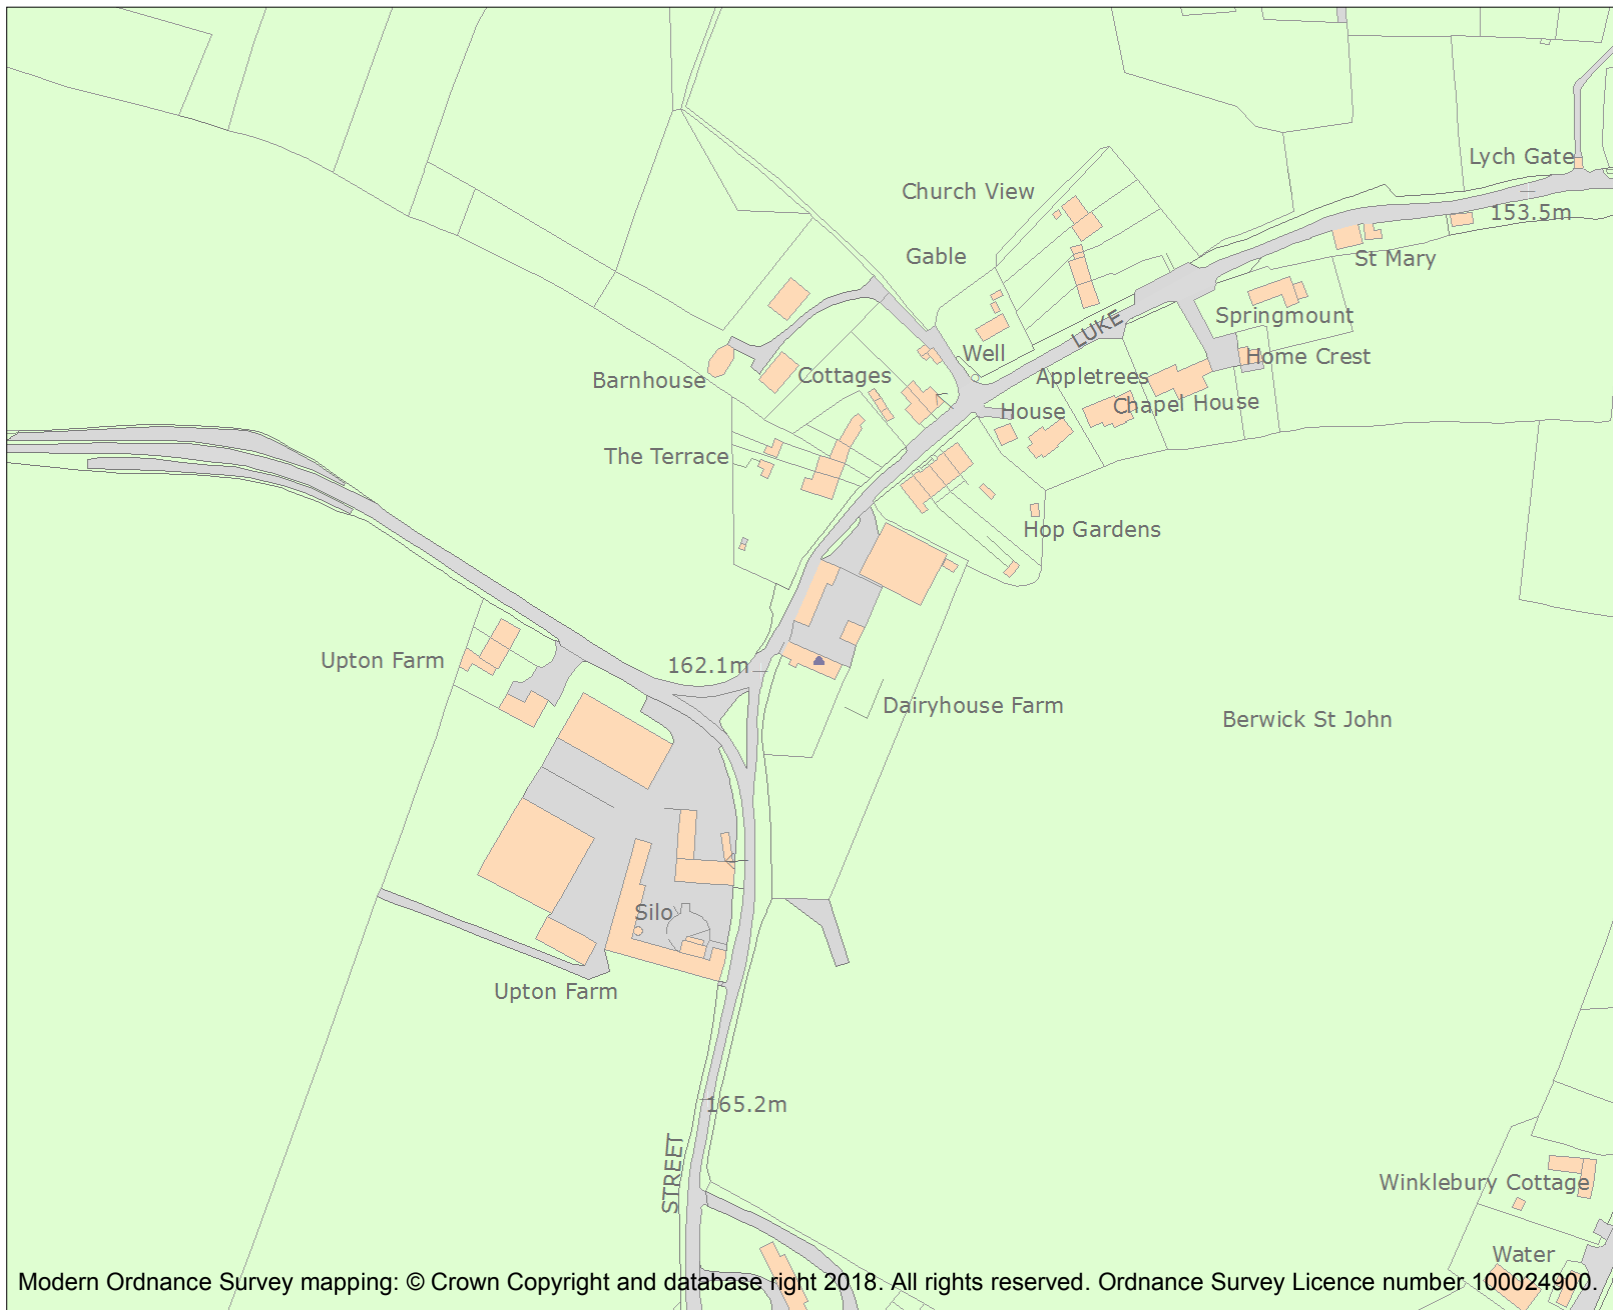 Lych Gate
Church View
153.5m
Gable
St Mary
Springmount
LUKE
Well
Home Crest
Barnhouse
Cottages
Appletrees
Chapel House
House
The Terrace
Hop Gardens
Upton Farm
162.1m
Dairyhouse Farm
Berwick St John
Silo
Upton Farm
165.2m
STREET
Winklebury Cottage
Water
Modern Ordnance Survey mapping: © Crown Copyright and database right 2018. All rights reserved. Ordnance Survey Licence number 100024900.